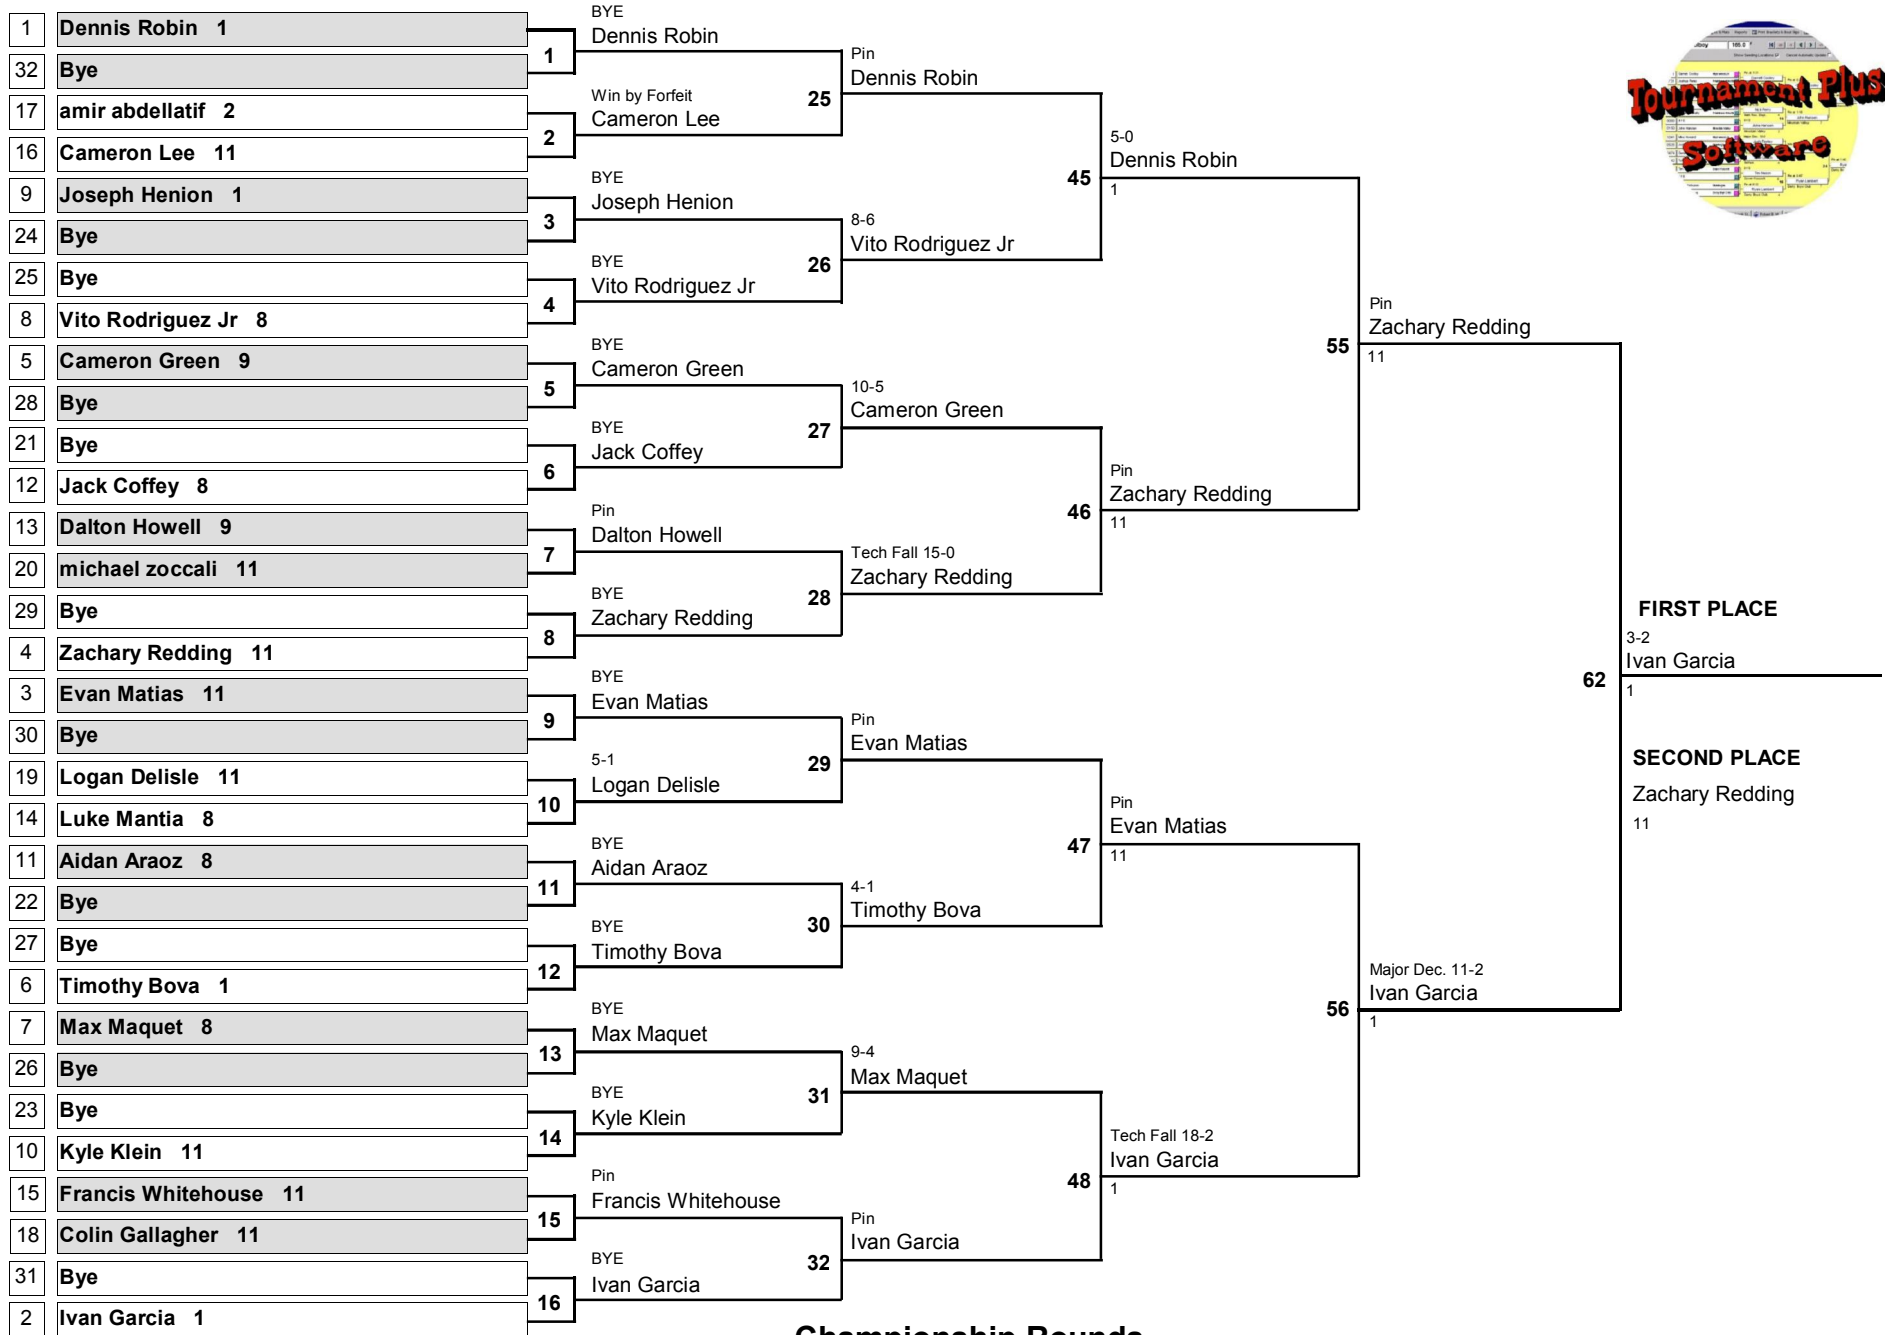 1 Dennis Robin 1
32 Bye
17 amir abdellatif 2
16 Cameron Lee 11
9 Joseph Henion 1
24 Bye
25 Bye
8 Vito Rodriguez Jr 8
5 Cameron Green 9
28 Bye
21 Bye
12 Jack Coffey 8
13 Dalton Howell 9
20 michael zoccali 11
29 Bye
4 Zachary Redding 11
3 Evan Matias 11
30 Bye
19 Logan Delisle 11
14 Luke Mantia 8
11 Aidan Araoz 8
22 Bye
27 Bye
6 Timothy Bova 1
7 Max Maquet 8
26 Bye
23 Bye
10 Kyle Klein 11
15 Francis Whitehouse 11
18 Colin Gallagher 11
31 Bye
2 Ivan Garcia 1
1
2
3
4
5
6
7
8
9
10
11
12
13
14
15
16
BYE
Dennis Robin
Win by Forfeit
Cameron Lee
BYE
Joseph Henion
BYE
Vito Rodriguez Jr
BYE
Cameron Green
BYE
Jack Coffey
Pin
Dalton Howell
BYE
Zachary Redding
BYE
Evan Matias
5-1
Logan Delisle
BYE
Aidan Araoz
BYE
Timothy Bova
BYE
Max Maquet
BYE
Kyle Klein
Pin
Francis Whitehouse
BYE
Ivan Garcia
25
26
27
28
29
30
31
32
Pin
Dennis Robin
8-6
Vito Rodriguez Jr
10-5
Cameron Green
Tech Fall 15-0
Zachary Redding
Pin
Evan Matias
4-1
Timothy Bova
9-4
Max Maquet
Pin
Ivan Garcia
45
46
47
48
5-0
Dennis Robin
1
Pin
Zachary Redding
11
Pin
Evan Matias
11
Tech Fall 18-2
Ivan Garcia
1
55
56
Pin
Zachary Redding
11
Major Dec. 11-2
Ivan Garcia
1
62
FIRST PLACE
3-2
Ivan Garcia
1
SECOND PLACE
Zachary Redding
11
Tournament Plus
Software
Championship Rounds